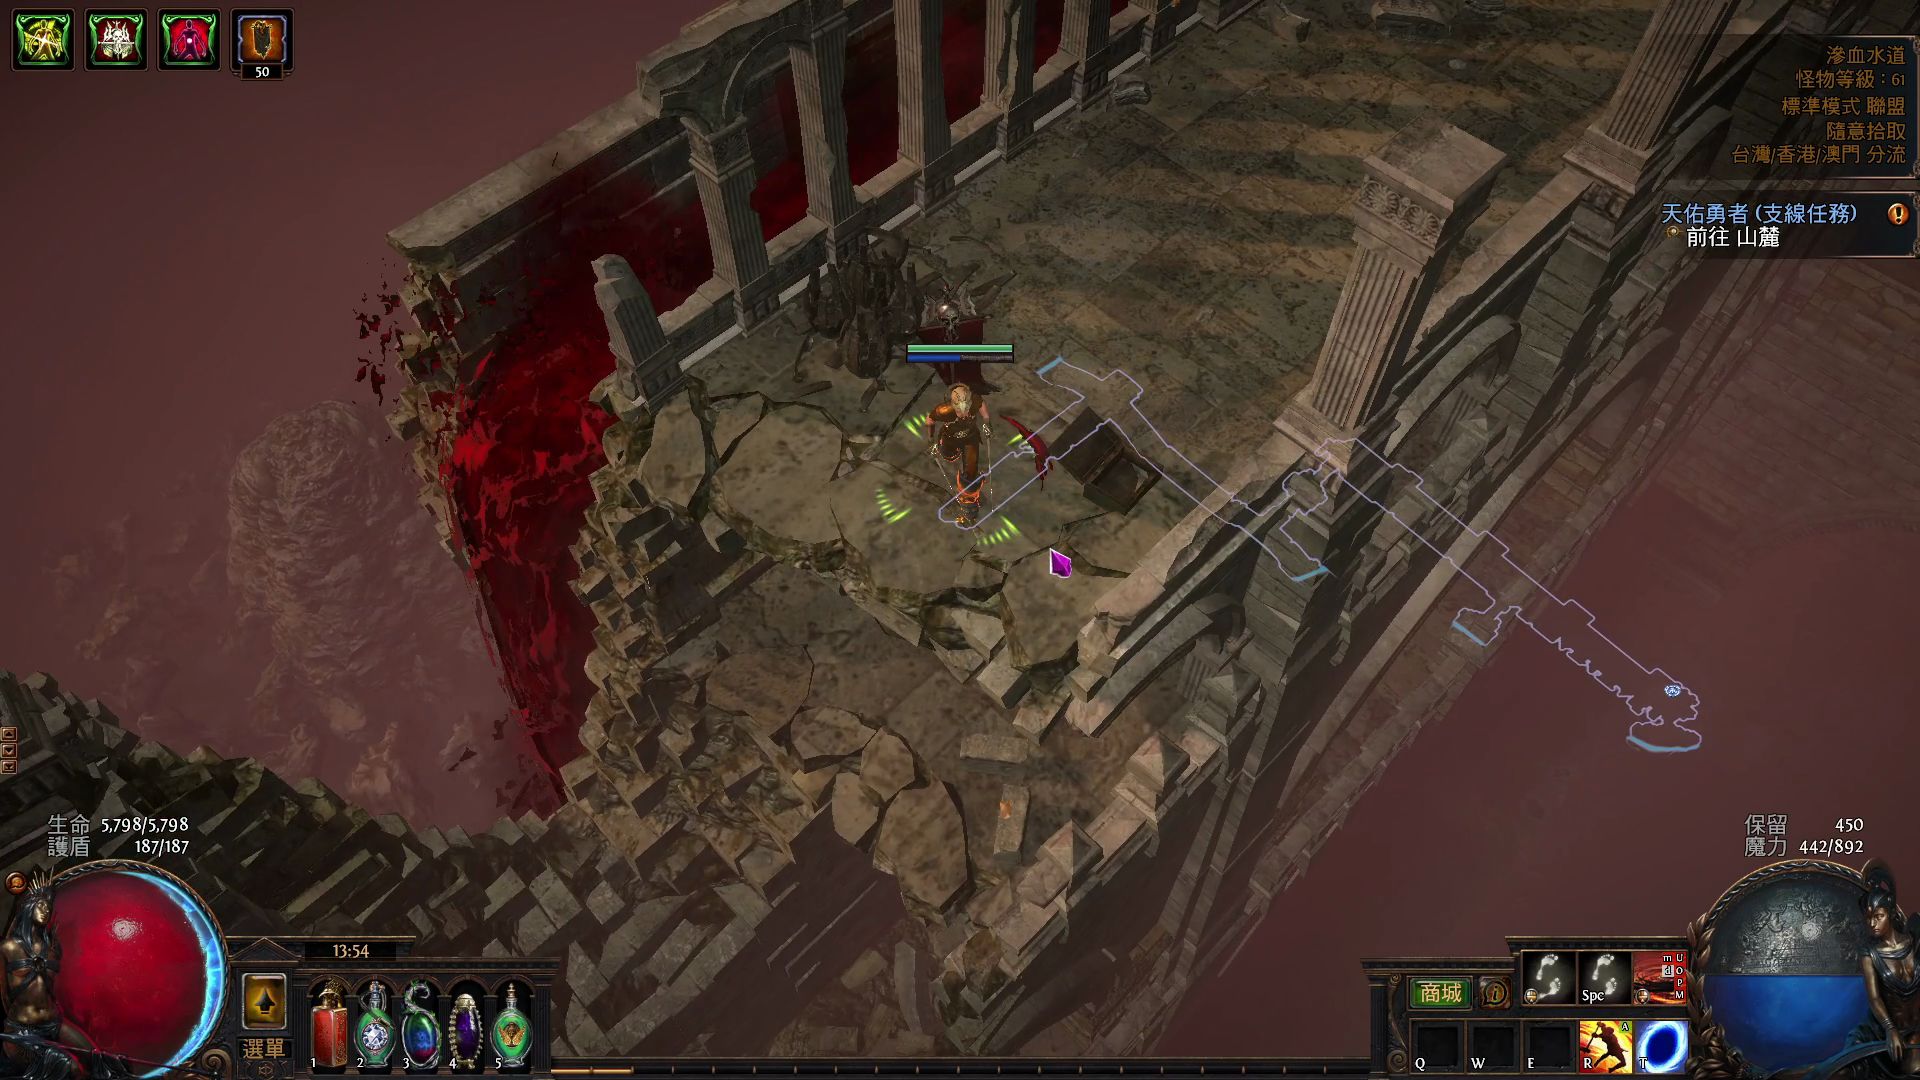 50
滲血水道
怪物等級：61
標準模式 聯盟
隨意拾取
台灣/香港/澳門 分流
天佑勇者 (支線任務)
前往 山麓
生命 5,798/5,798
護盾 187/187
保留 450
魔力 442/892
13:54
選單
1
2
3
4
5
商城
Spc
m U
d O
P
M
Q
W
E
R
A
T